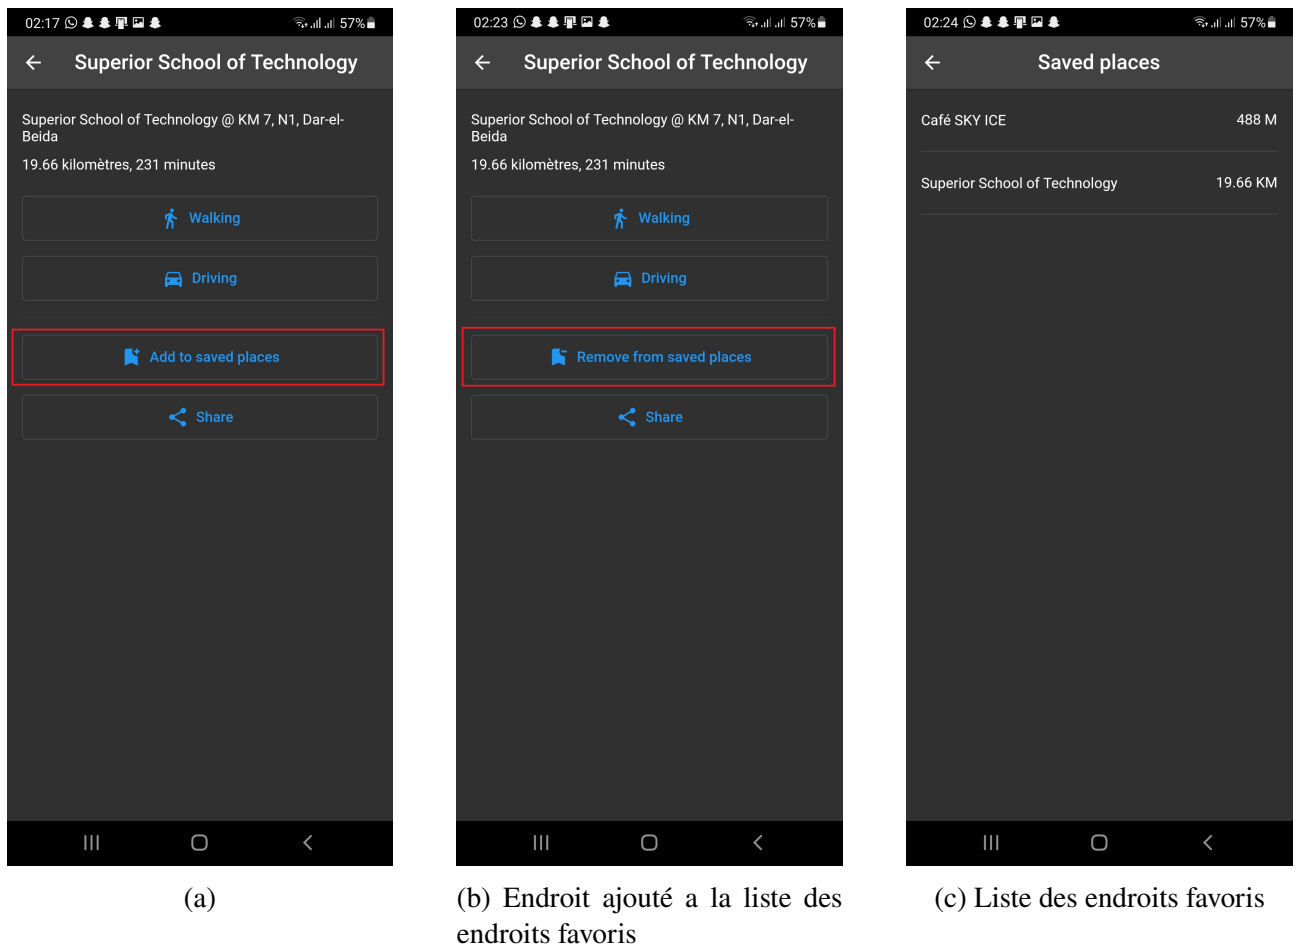 02:17
57%
Superior School of Technology
Superior School of Technology @ KM 7, N1, Dar-el-
Beida
19.66 kilomètres, 231 minutes
Walking
Driving
Add to saved places
Share
(a)
02:23
57%
Superior School of Technology
Superior School of Technology @ KM 7, N1, Dar-el-
Beida
19.66 kilomètres, 231 minutes
Walking
Driving
Remove from saved places
Share
(b) Endroit ajouté a la liste des
endroits favoris
02:24
57%
Saved places
Café SKY ICE 488 M
Superior School of Technology 19.66 KM
(c) Liste des endroits favoris